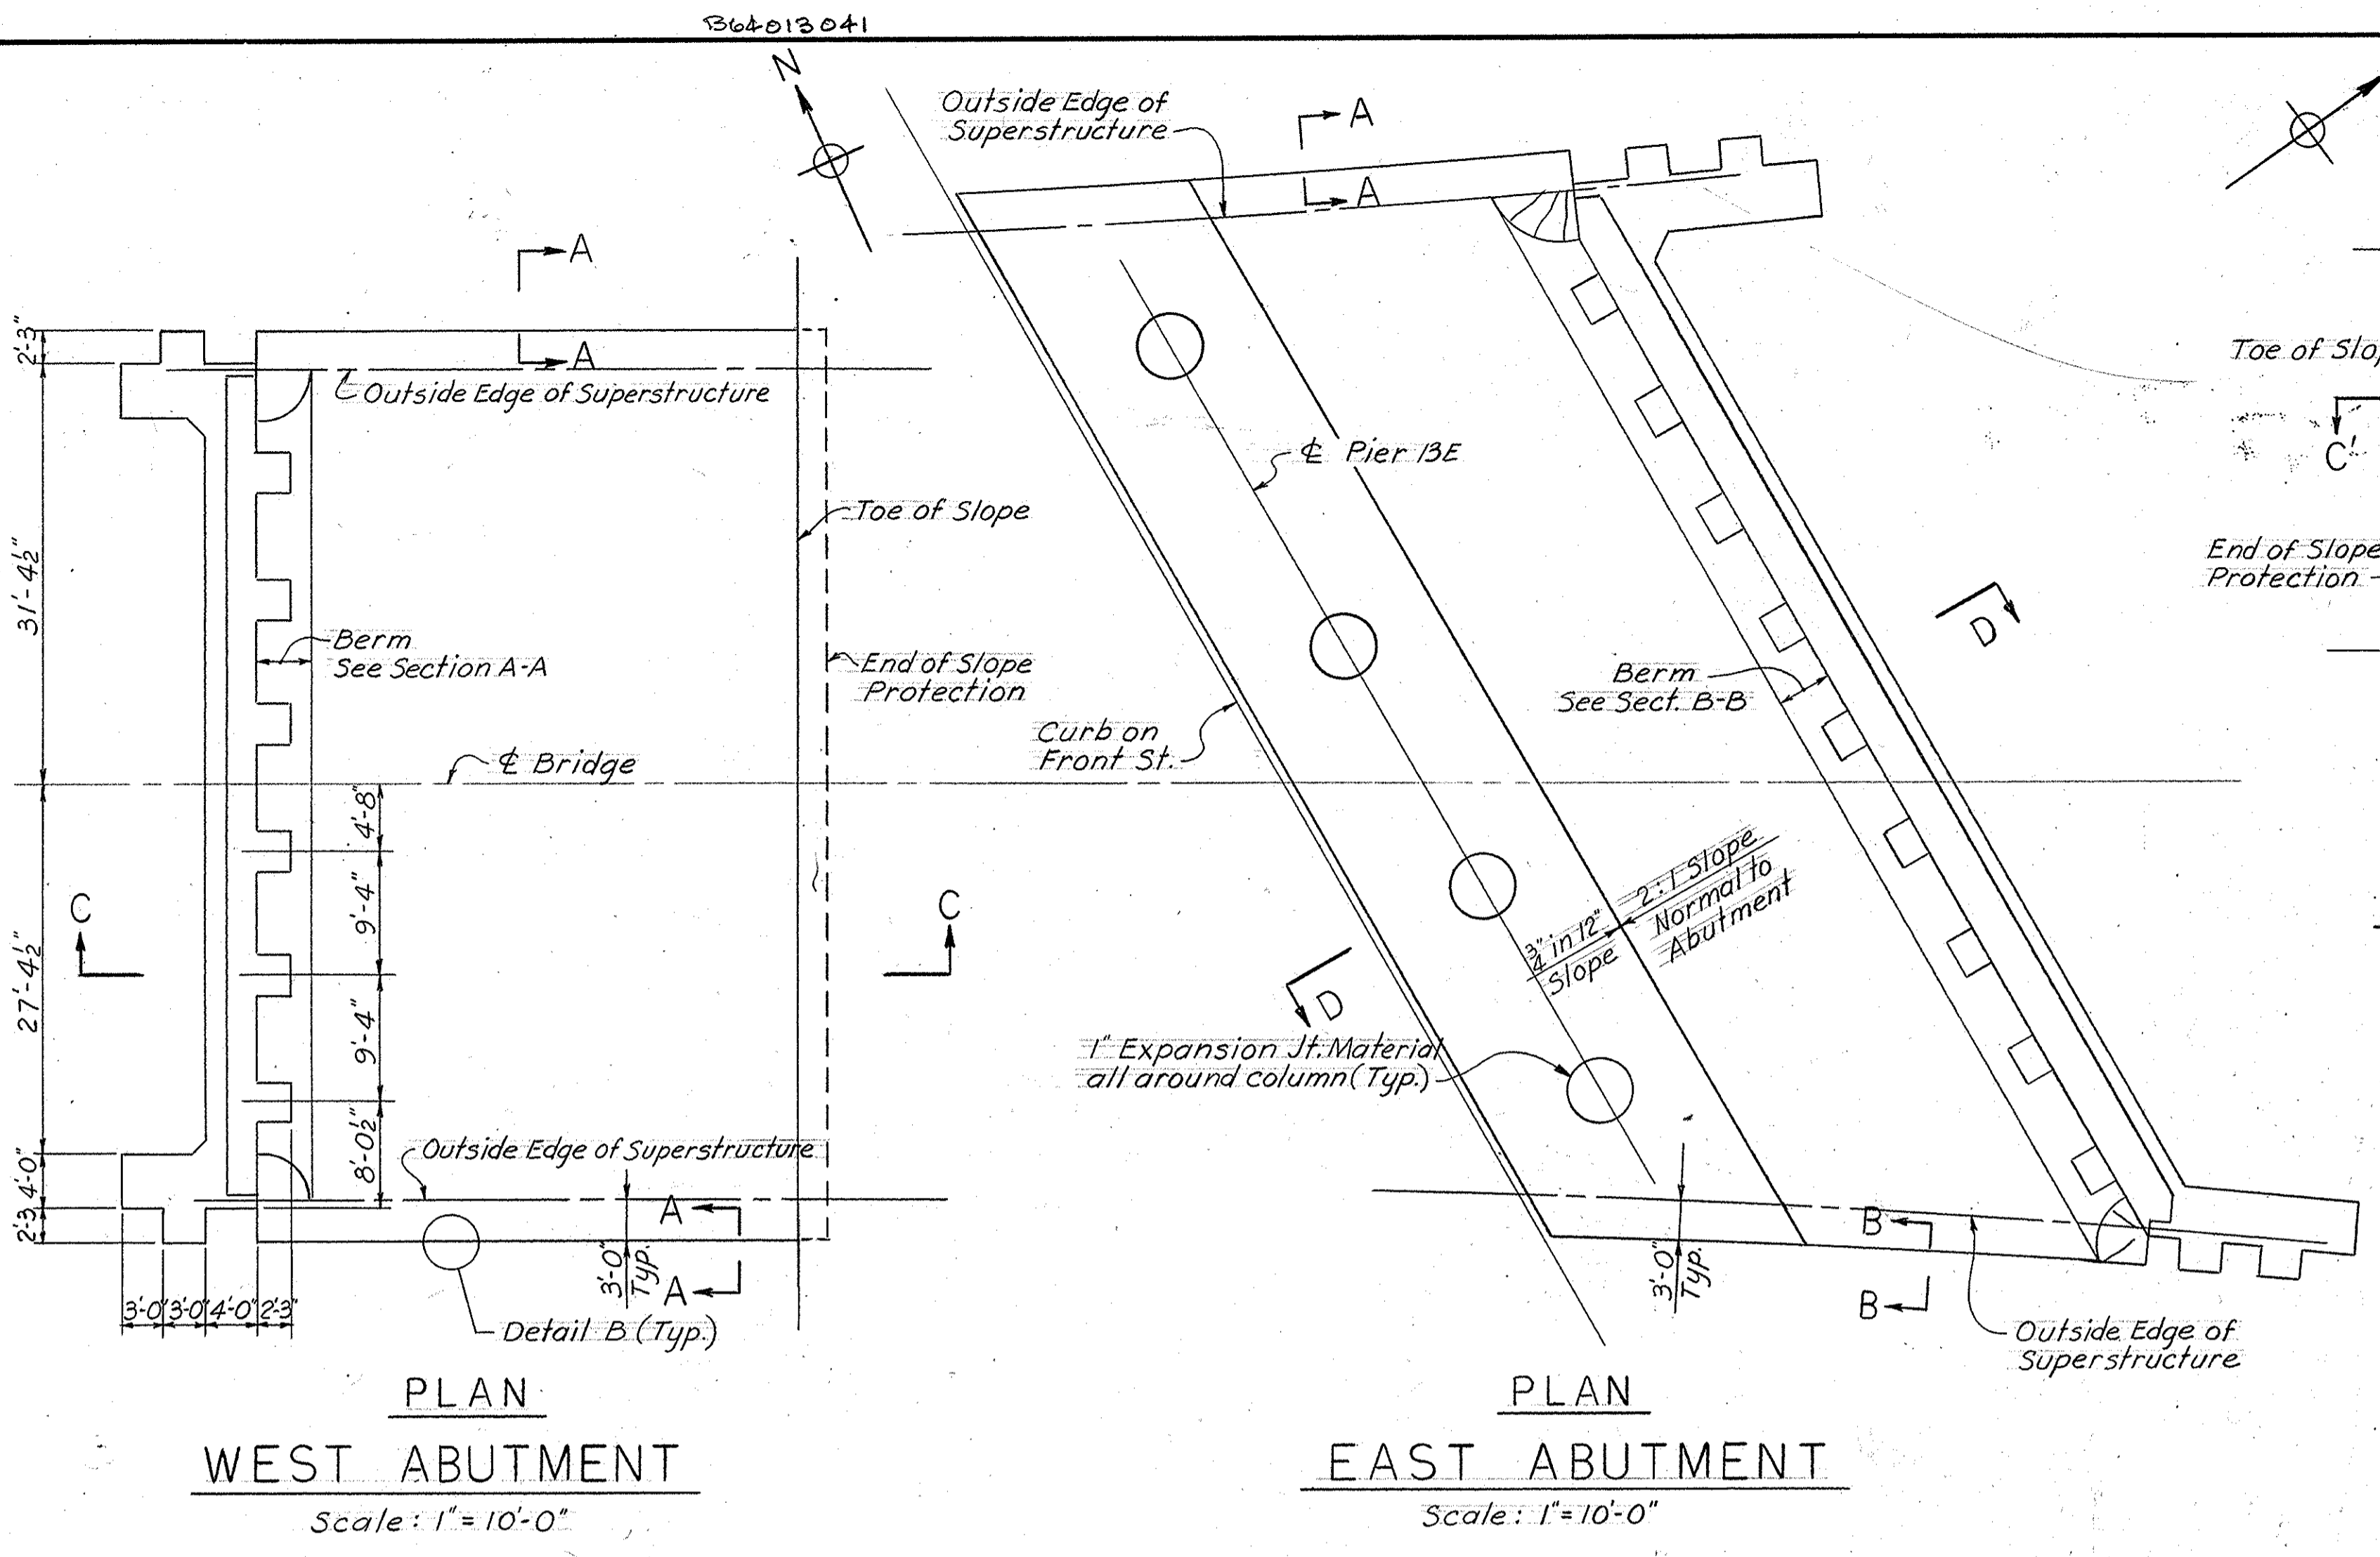 B64013041
N
Outside Edge of
Superstructure
A
A
A
A
2'-3"
Outside Edge of Superstructure
31'-4½"
Toe of Slope
Berm
See Section A-A
End of Slope
Protection
℄ Bridge
4'-8"
9'-4"
9'-4"
8'-0½"
27'-4½"
4'-0"
2'-3
C
C
Outside Edge of Superstructure
A
A
3'-0"
Typ.
3'-0"
3'-0"
4'-0"
2'-3"
Detail B (Typ.)
PLAN
WEST ABUTMENT
Scale: 1"=10'-0"
℄ Pier 13E
Curb on
Front St.
Berm
See Sect. B-B
D
D
2:1 Slope
Normal to
Abutment
¾" in 12"
Slope
1" Expansion Jt. Material
all around column (Typ.)
3'-0"
Typ.
B
B
Outside Edge of
Superstructure
PLAN
EAST ABUTMENT
Scale: 1"=10'-0"
Toe of Slo
C'
End of Slope
Protection